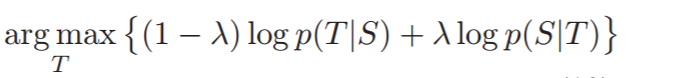 arg max {(1 − λ) log p(T|S) + λ log p(S|T)}
T